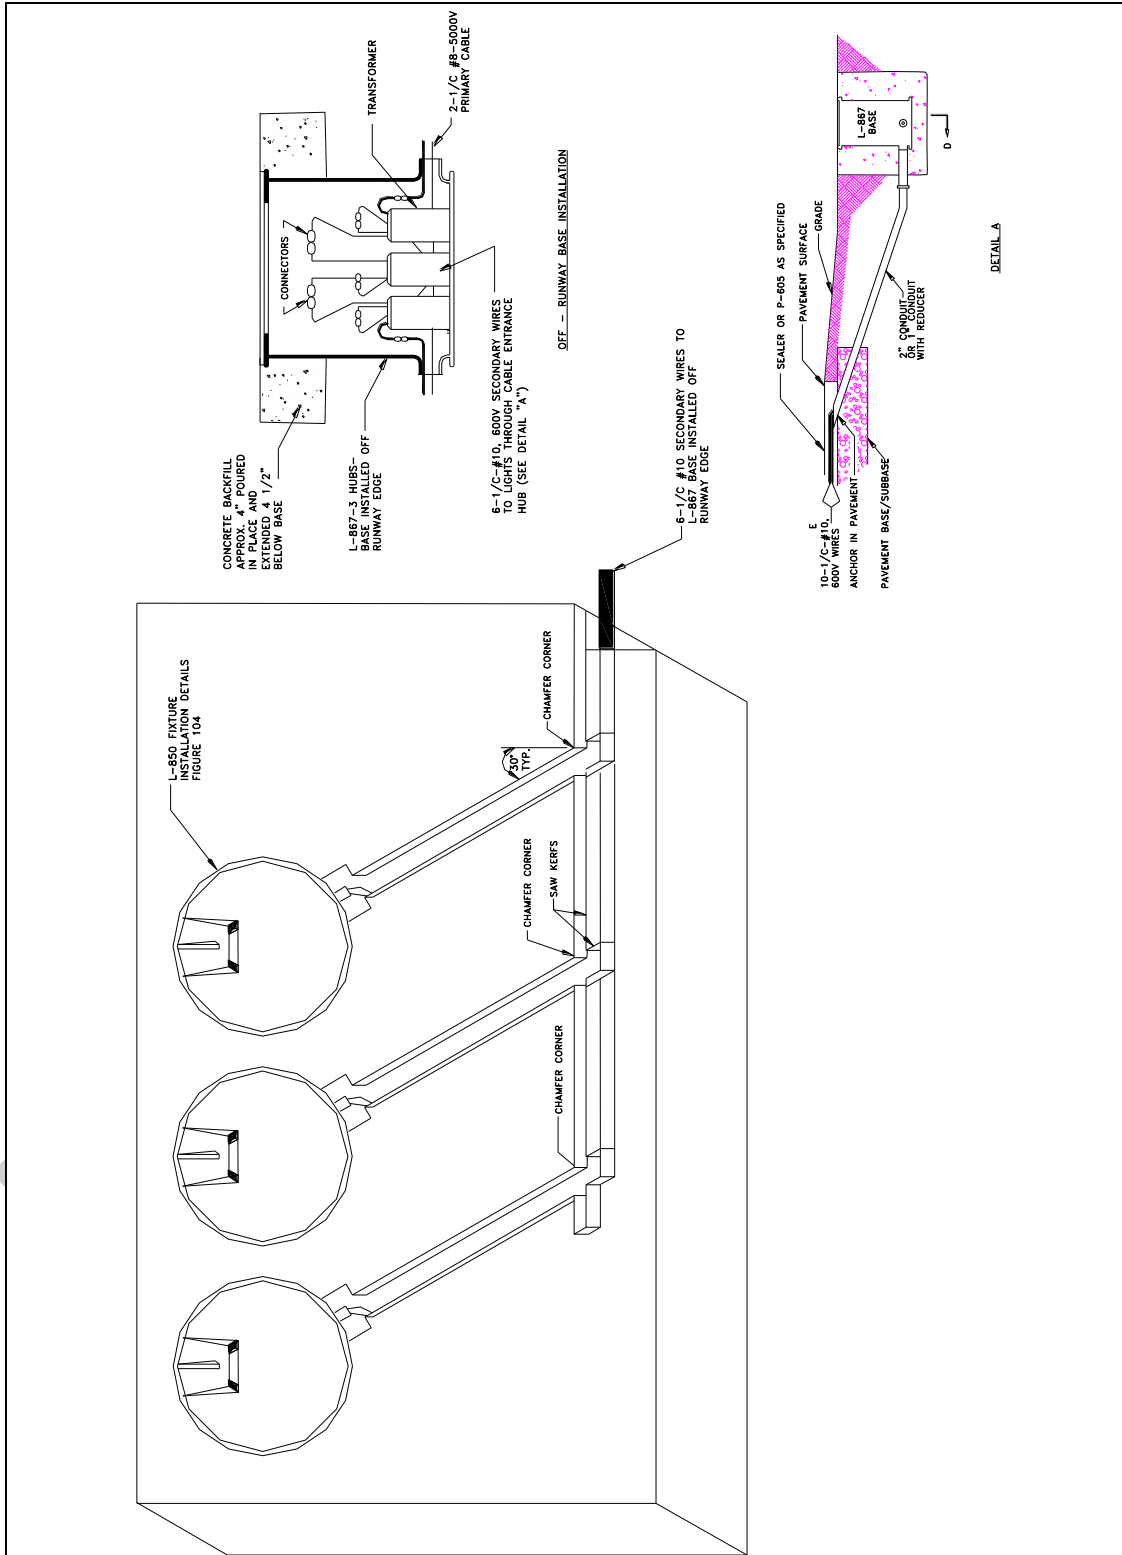 CONCRETE BACKFILL
APPROX. 4" POURED
IN PLACE AND
EXTENDED 4 1/2"
BELOW BASE
CONNECTORS
TRANSFORMER
2-1/C #8-5000V
PRIMARY CABLE
L-867-3 HUBS-
BASE INSTALLED OFF
RUNWAY EDGE
6-1/C-#10, 600V SECONDARY WIRES
TO LIGHTS THROUGH CABLE ENTRANCE
HUB (SEE DETAIL "A")
OFF - RUNWAY BASE INSTALLATION
L-850 FIXTURE
INSTALLATION DETAILS
FIGURE 104
30°
TYP.
CHAMFER CORNER
CHAMFER CORNER
SAW KERFS
CHAMFER CORNER
6-1/C #10 SECONDARY WIRES TO
L-867 BASE INSTALLED OFF
RUNWAY EDGE
SEALER OR P-605 AS SPECIFIED
PAVEMENT SURFACE
GRADE
L-867
BASE
D
E
10-1/C-#10,
600V WIRES
ANCHOR IN PAVEMENT
PAVEMENT BASE/SUBBASE
2" CONDUIT
OR 1" CONDUIT
WITH REDUCER
DETAIL A